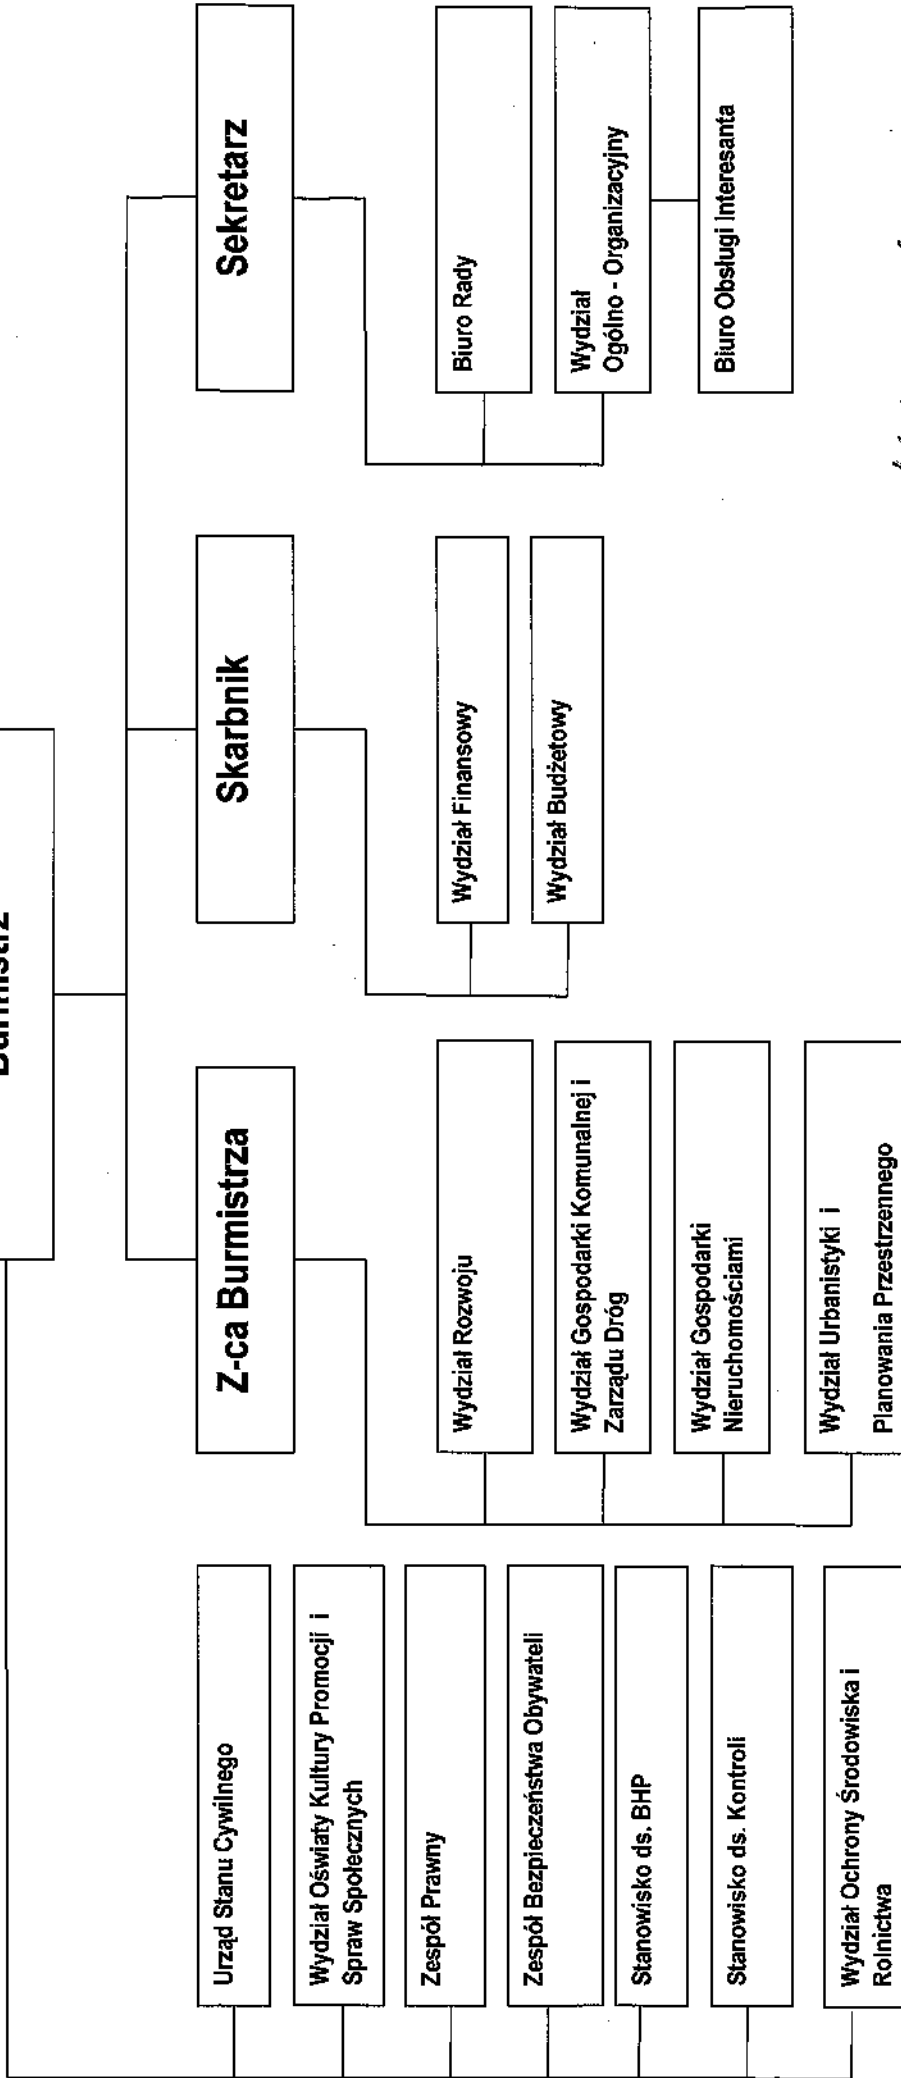 Burmistrz
Z-ca Burmistrza
Skarbnik
Sekretarz
Urząd Stanu Cywilnego
Wydział Oświaty Kultury Promocji i
Spraw Społecznych
Zespół Prawny
Zespół Bezpieczeństwa Obywateli
Stanowisko ds. BHP
Stanowisko ds. Kontroli
Wydział Ochrony Środowiska i
Rolnictwa
Wydział Rozwoju
Wydział Gospodarki Komunalnej i
Zarządu Dróg
Wydział Gospodarki
Nieruchomościami
Wydział Urbanistyki i
Planowania Przestrzennego
Wydział Finansowy
Wydział Budżetowy
Biuro Rady
Wydział
Ogólno - Organizacyjny
Biuro Obsługi Interesanta